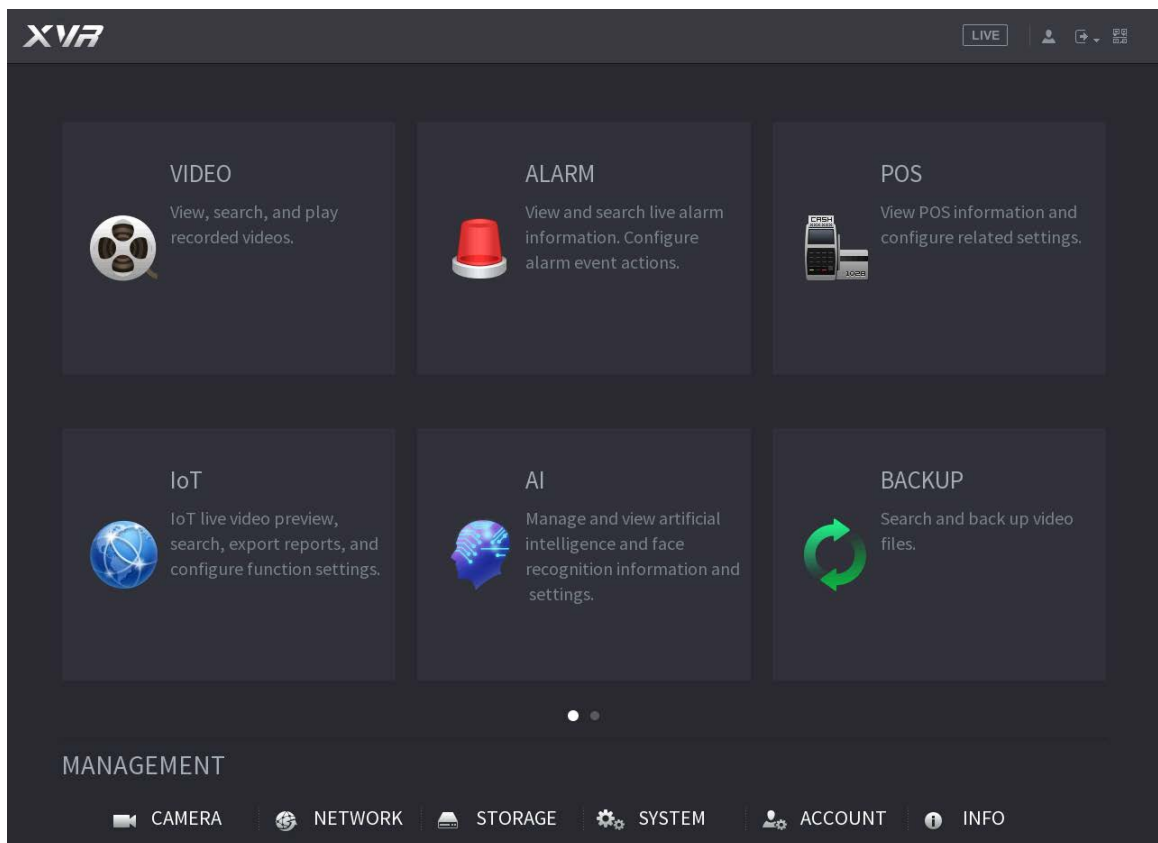 XVR
LIVE
VIDEO
View, search, and play
recorded videos.
ALARM
View and search live alarm
information. Configure
alarm event actions.
POS
View POS information and
configure related settings.
CASH
1028
IoT
IoT live video preview,
search, export reports, and
configure function settings.
AI
Manage and view artificial
intelligence and face
recognition information and
settings.
BACKUP
Search and back up video
files.
MANAGEMENT
CAMERA NETWORK STORAGE SYSTEM ACCOUNT INFO